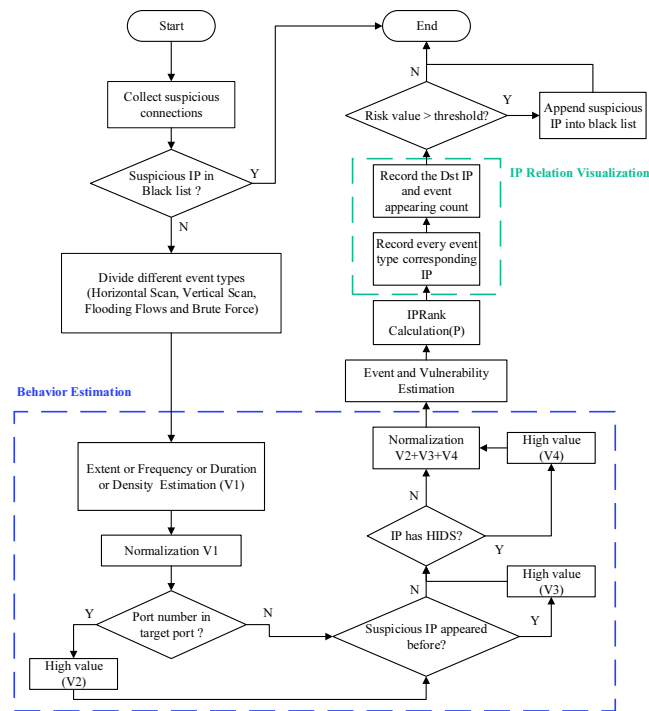 Start
Collect suspicious
connections
Suspicious IP in
Black list ?
Y
N
Divide different event types
(Horizontal Scan, Vertical Scan,
Flooding Flows and Brute Force)
Behavior Estimation
Extent or Frequency or Duration
or Density Estimation (V1)
Normalization V1
Port number in
target port ?
Y
N
High value
(V2)
Suspicious IP appeared
before?
Y
N
High value
(V3)
IP has HIDS?
Y
N
High value
(V4)
Normalization
V2+V3+V4
Event and Vulnerability
Estimation
IPRank
Calculation(P)
IP Relation Visualization
Record every event
type corresponding
IP
Record the Dst IP
and event
appearing count
Risk value > threshold?
Y
N
Append suspicious
IP into black list
End